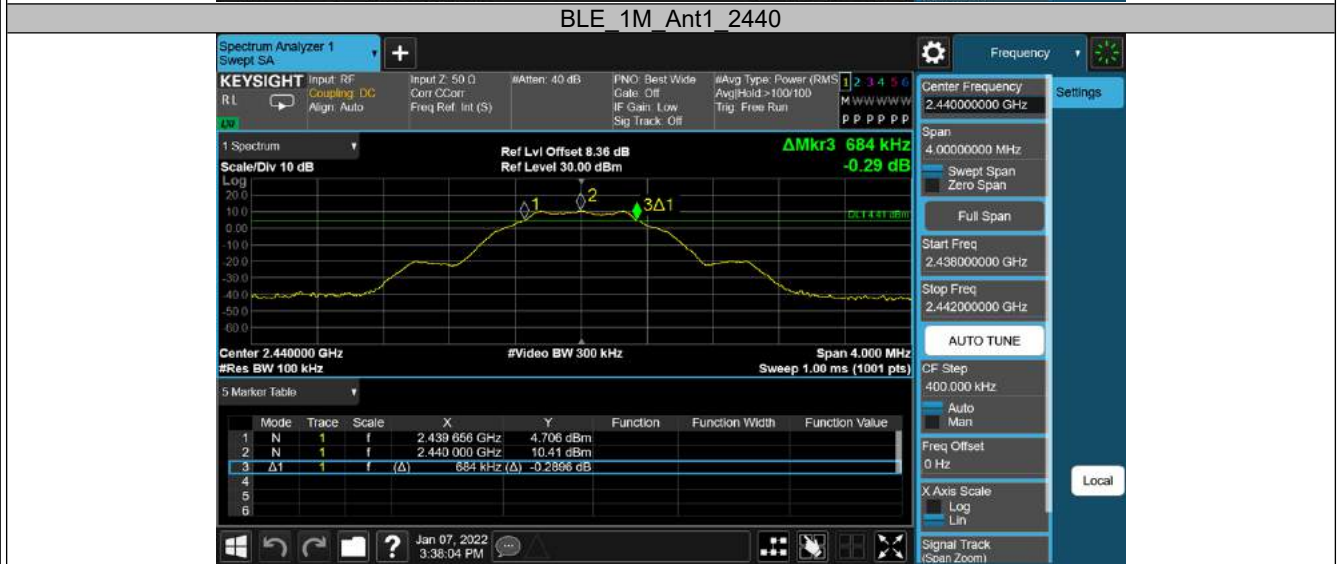 BLE_1M_Ant1_2440
Spectrum Analyzer 1
Swept SA
+
Frequency
KEYSIGHT
RL
Input: RF
Coupling: DC
Align: Auto
Input Z: 50 Ω
Corr CCorr
Freq Ref: Int (S)
#Atten: 40 dB
PNO: Best Wide
Gate: Off
IF Gain: Low
Sig Track: Off
#Avg Type: Power (RMS
Avg|Hold:>100/100
Trig: Free Run
1 2 3 4 5 6
M W W W W W
P P P P P P
1 Spectrum
Scale/Div 10 dB
Ref Lvl Offset 8.36 dB
Ref Level 30.00 dBm
ΔMkr3 684 kHz
-0.29 dB
Log
20.0
10.0
0.00
-10.0
-20.0
-30.0
-40.0
-50.0
-60.0
1
2
3Δ1
DL1 4.41 dBm
Center 2.440000 GHz
#Res BW 100 kHz
#Video BW 300 kHz
Span 4.000 MHz
Sweep 1.00 ms (1001 pts)
5 Marker Table
Mode Trace Scale X Y Function Function Width Function Value
1 N 1 f 2.439 656 GHz 4.706 dBm
2 N 1 f 2.440 000 GHz 10.41 dBm
3 Δ1 1 f (Δ) 684 kHz (Δ) -0.2896 dB
4
5
6
?
Jan 07, 2022
3:38:04 PM
Center Frequency
2.440000000 GHz
Settings
Span
4.00000000 MHz
Swept Span
Zero Span
Full Span
Start Freq
2.438000000 GHz
Stop Freq
2.442000000 GHz
AUTO TUNE
CF Step
400.000 kHz
Auto
Man
Freq Offset
0 Hz
X Axis Scale
Log
Lin
Local
Signal Track
(Span Zoom)